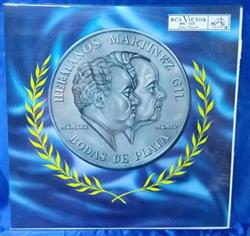 RCA VICTOR
HERMANOS MARTINEZ GIL
BODAS DE PLATA